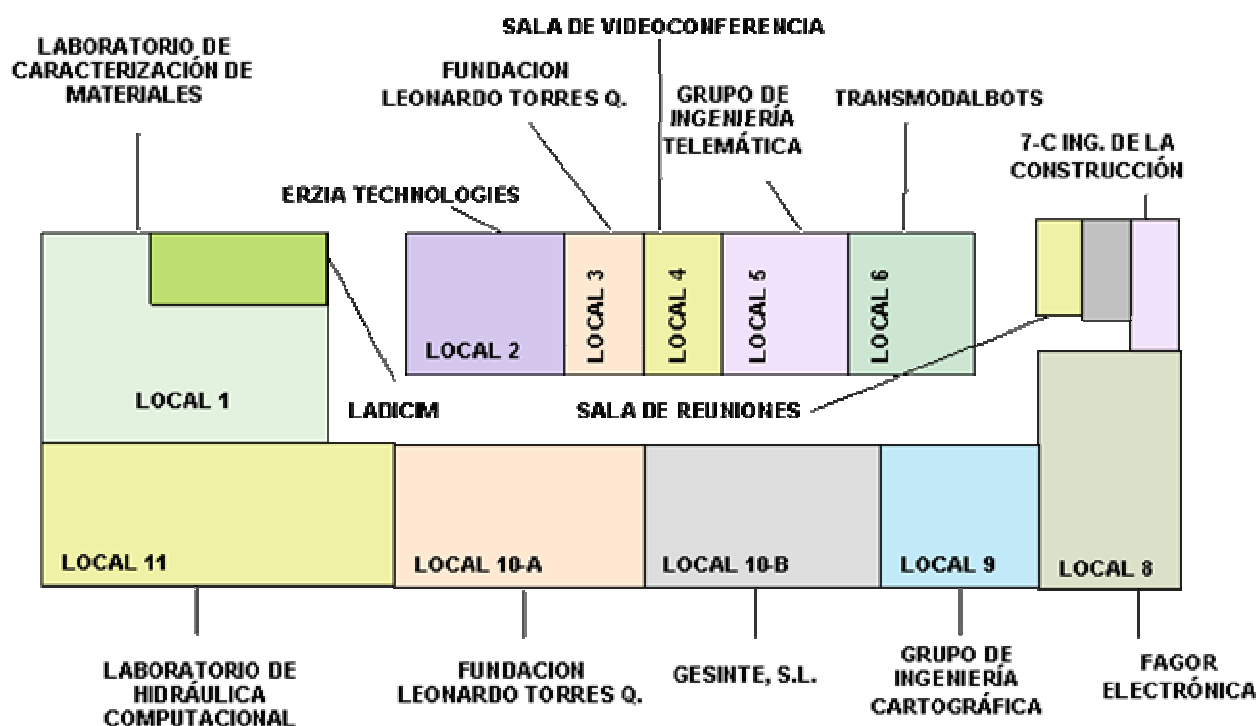 SALA DE VIDEOCONFERENCIA
LABORATORIO DE
CARACTERIZACIÓN DE
MATERIALES
FUNDACION
LEONARDO TORRES Q.
GRUPO DE
INGENIERÍA
TELEMÁTICA
TRANSMODALBOTS
7-C ING. DE LA
CONSTRUCCIÓN
ERZIA TECHNOLOGIES
LOCAL 1
LOCAL 2
LOCAL 3
LOCAL 4
LOCAL 5
LOCAL 6
LADICIM
SALA DE REUNIONES
LOCAL 11
LOCAL 10-A
LOCAL 10-B
LOCAL 9
LOCAL 8
LABORATORIO DE
HIDRÁULICA
COMPUTACIONAL
FUNDACION
LEONARDO TORRES Q.
GESINTE, S.L.
GRUPO DE
INGENIERÍA
CARTOGRÁFICA
FAGOR
ELECTRÓNICA